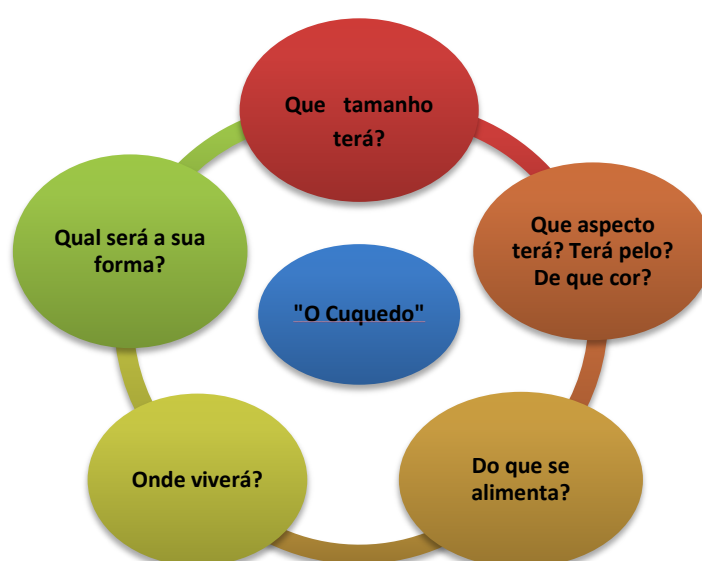 Que tamanho
terá?
Que aspecto
terá? Terá pelo?
De que cor?
Do que se
alimenta?
Onde viverá?
Qual será a sua
forma?
"O Cuquedo"